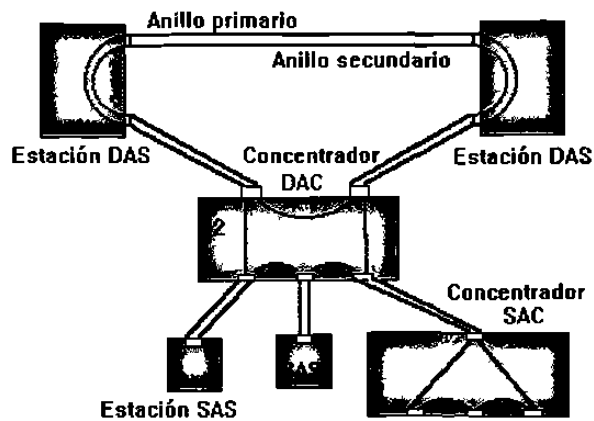 Anillo primario
Anillo secundario
Estación DAS
Concentrador
DAC
Estación DAS
2
Concentrador
SAC
Estación SAS